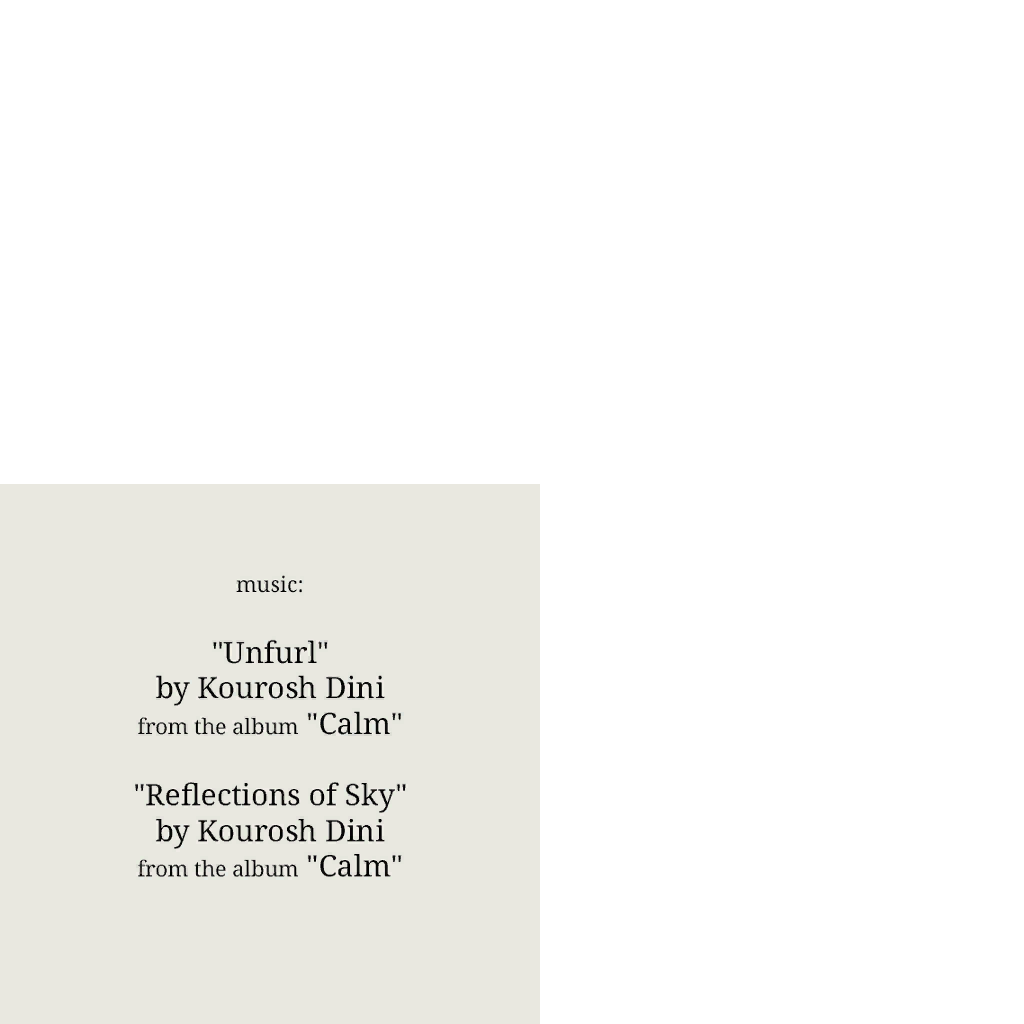 music:
"Unfurl"
by Kourosh Dini
from the album "Calm"
"Reflections of Sky"
by Kourosh Dini
from the album "Calm"